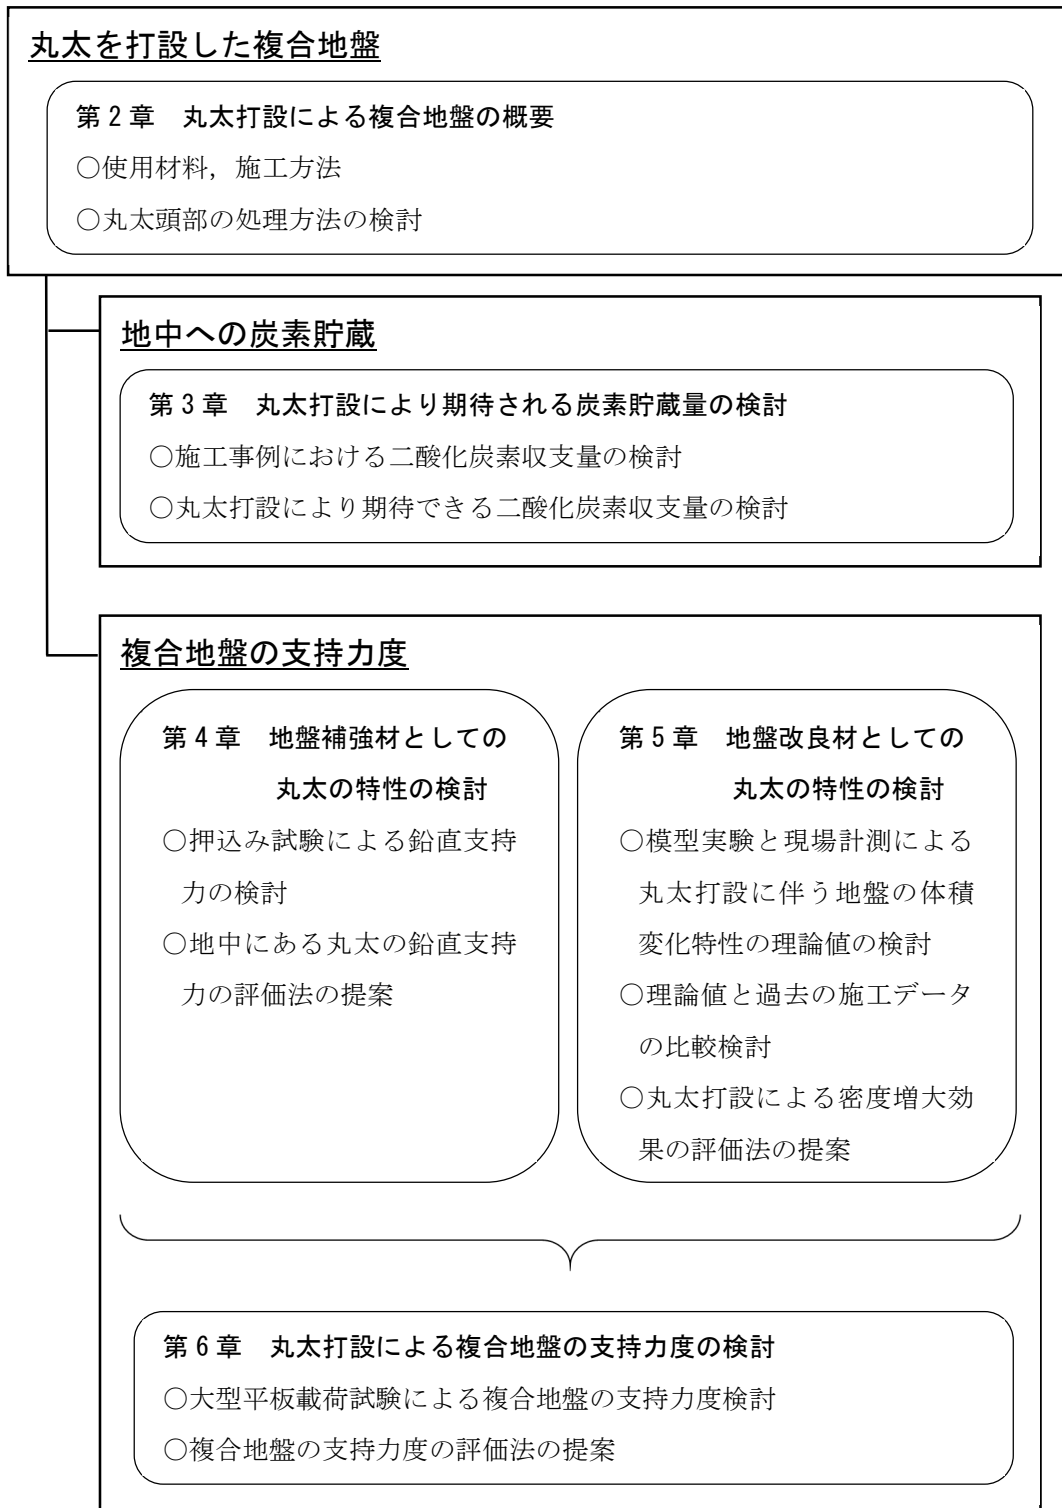 丸太を打設した複合地盤
第2章　丸太打設による複合地盤の概要
○使用材料，施工方法
○丸太頭部の処理方法の検討
地中への炭素貯蔵
第3章　丸太打設により期待される炭素貯蔵量の検討
○施工事例における二酸化炭素収支量の検討
○丸太打設により期待できる二酸化炭素収支量の検討
複合地盤の支持力度
第4章　地盤補強材としての
丸太の特性の検討
○押込み試験による鉛直支持
力の検討
○地中にある丸太の鉛直支持
力の評価法の提案
第5章　地盤改良材としての
丸太の特性の検討
○模型実験と現場計測による
丸太打設に伴う地盤の体積
変化特性の理論値の検討
○理論値と過去の施工データ
の比較検討
○丸太打設による密度増大効
果の評価法の提案
第6章　丸太打設による複合地盤の支持力度の検討
○大型平板載荷試験による複合地盤の支持力度検討
○複合地盤の支持力度の評価法の提案